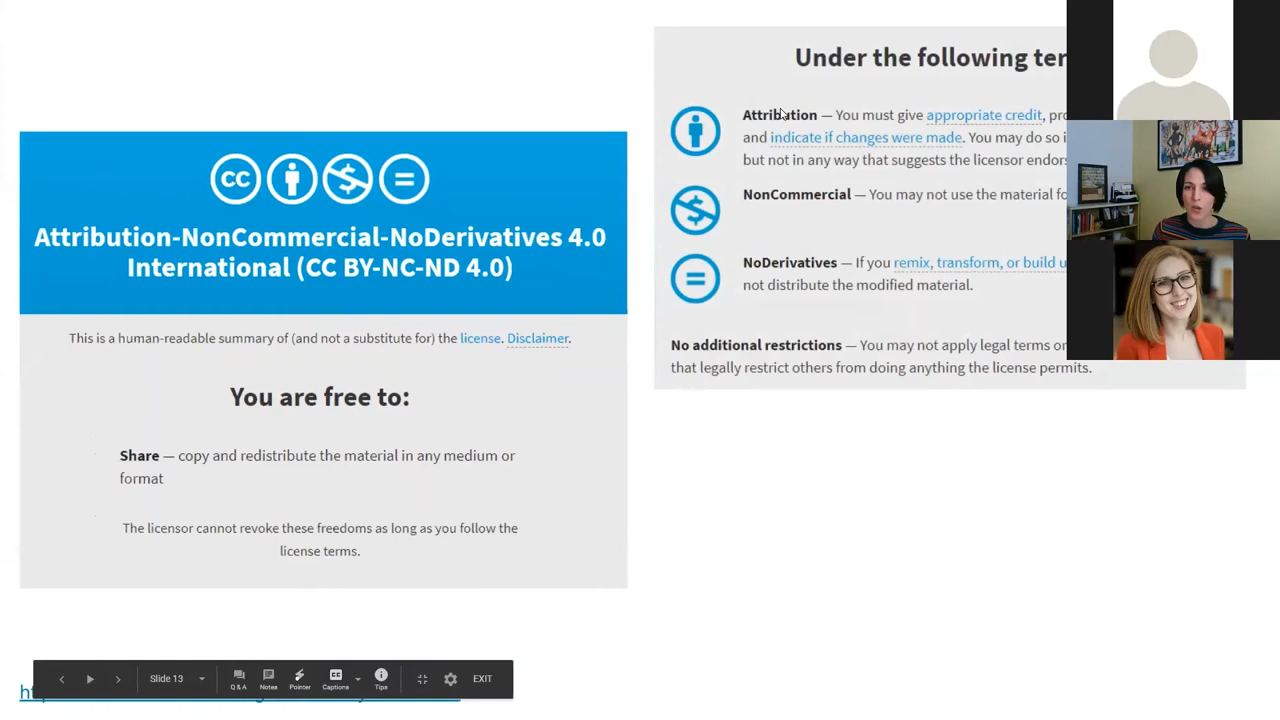 Attribution-NonCommercial-NoDerivatives 4.0
International (CC BY-NC-ND 4.0)
This is a human-readable summary of (and not a substitute for) the license. Disclaimer.
You are free to:
Share — copy and redistribute the material in any medium or
format
The licensor cannot revoke these freedoms as long as you follow the
license terms.
Under the following
Attribution — You must give appropriate credit,
and indicate if changes were made. You may do so
but not in any way that suggests the licensor
NonCommercial — You may not use the material
NoDerivatives — If you remix, transform, or build
not distribute the modified material.
No additional restrictions — You may not apply legal terms
that legally restrict others from doing anything the license permits.
Slide 13
Q & A
Notes
Pointer
Captions
Tips
EXIT